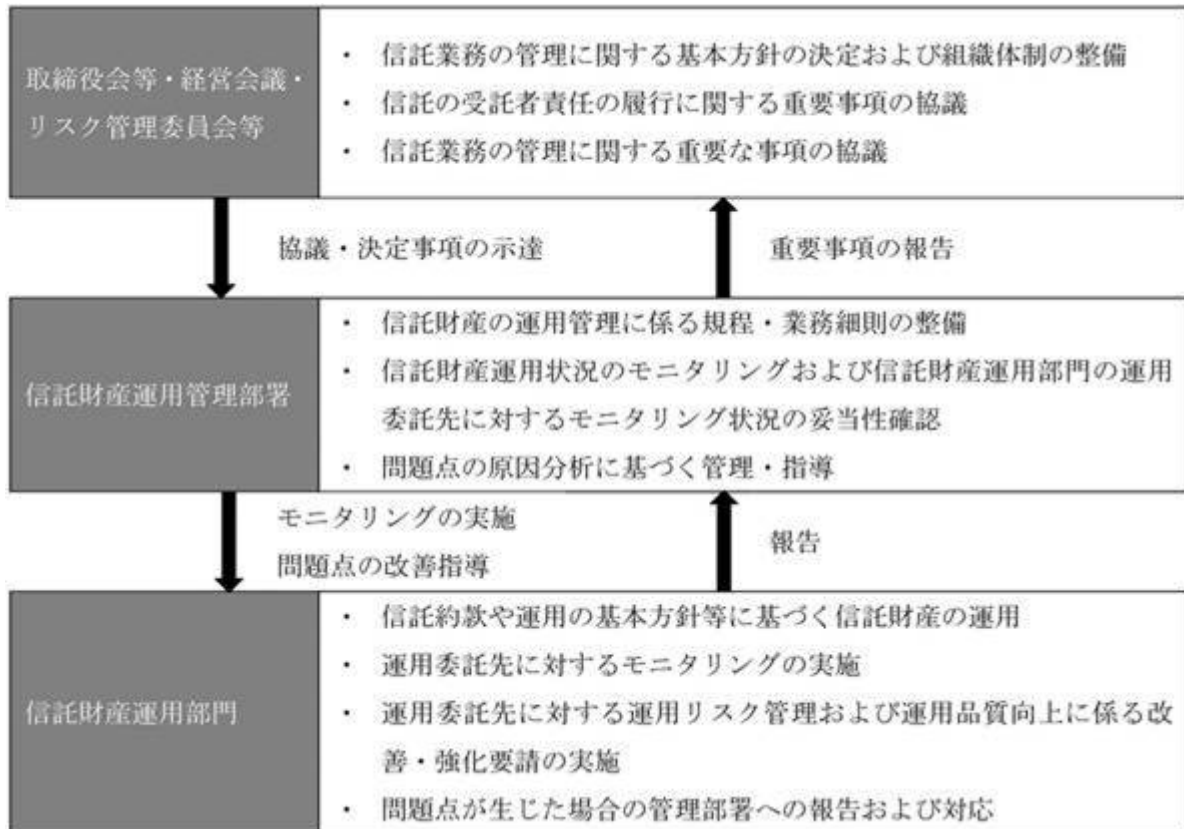 取締役会等・経営会議・
リスク管理委員会等
・ 信託業務の管理に関する基本方針の決定および組織体制の整備
・ 信託の受託者責任の履行に関する重要事項の協議
・ 信託業務の管理に関する重要な事項の協議
協議・決定事項の示達
重要事項の報告
信託財産運用管理部署
・ 信託財産の運用管理に係る規程・業務細則の整備
・ 信託財産運用状況のモニタリングおよび信託財産運用部門の運用
委託先に対するモニタリング状況の妥当性確認
・ 問題点の原因分析に基づく管理・指導
モニタリングの実施
問題点の改善指導
報告
信託財産運用部門
・ 信託約款や運用の基本方針等に基づく信託財産の運用
・ 運用委託先に対するモニタリングの実施
・ 運用委託先に対する運用リスク管理および運用品質向上に係る改
善・強化要請の実施
・ 問題点が生じた場合の管理部署への報告および対応